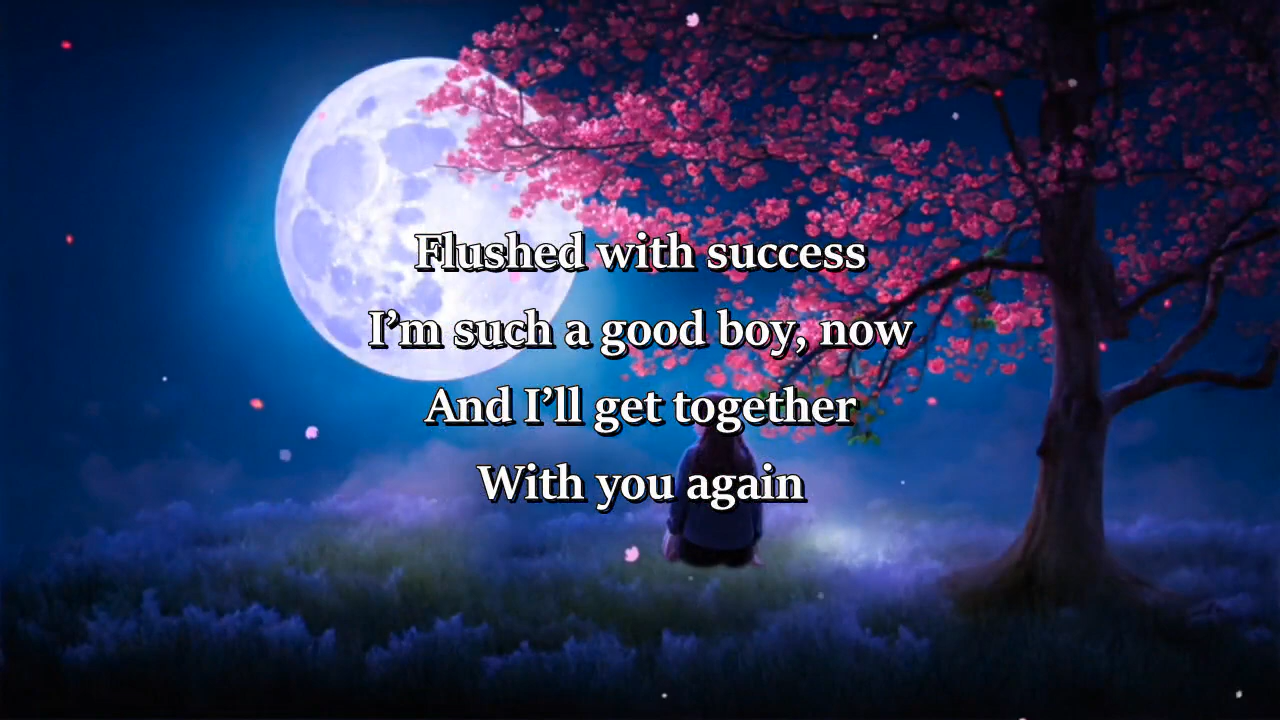 Flushed with success
I’m such a good boy, now
And I’ll get together
With you again